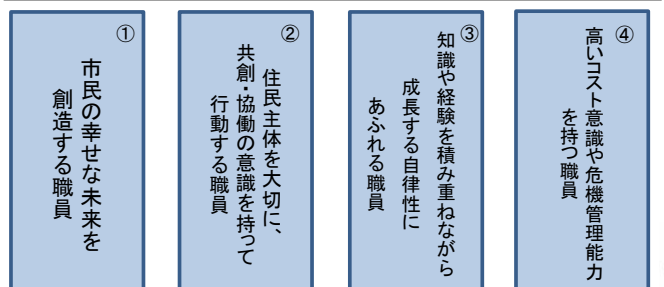 ①
市民の幸せな未来を
創造する職員
②
住民主体を大切に、
共創・協働の意識を持って
行動する職員
③
知識や経験を積み重ねながら
成長する自律性に
あふれる職員
④
高いコスト意識や危機管理能力
を持つ職員